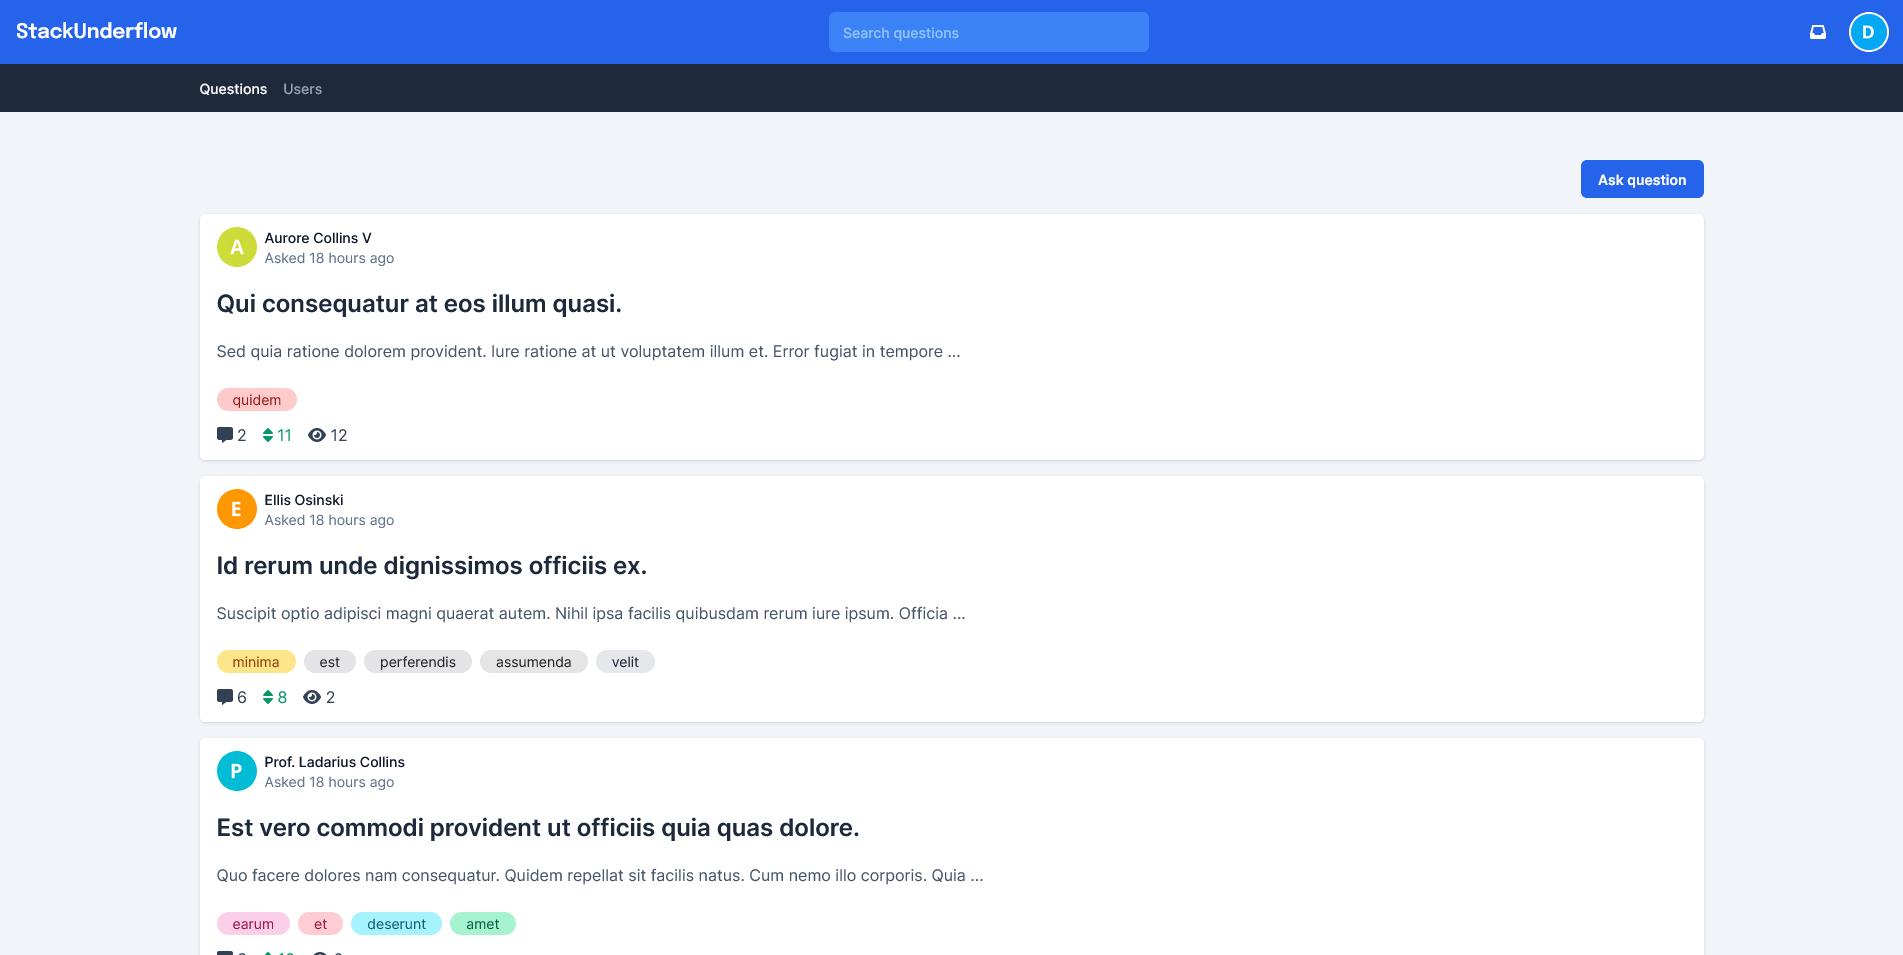 StackUnderflow
Search questions
D
Questions Users
Ask question
A
Aurore Collins V
Asked 18 hours ago
Qui consequatur at eos illum quasi.
Sed quia ratione dolorem provident. Iure ratione at ut voluptatem illum et. Error fugiat in tempore ...
quidem
2 11 12
E
Ellis Osinski
Asked 18 hours ago
Id rerum unde dignissimos officiis ex.
Suscipit optio adipisci magni quaerat autem. Nihil ipsa facilis quibusdam rerum iure ipsum. Officia ...
minima est perferendis assumenda velit
6 8 2
P
Prof. Ladarius Collins
Asked 18 hours ago
Est vero commodi provident ut officiis quia quas dolore.
Quo facere dolores nam consequatur. Quidem repellat sit facilis natus. Cum nemo illo corporis. Quia ...
earum et deserunt amet